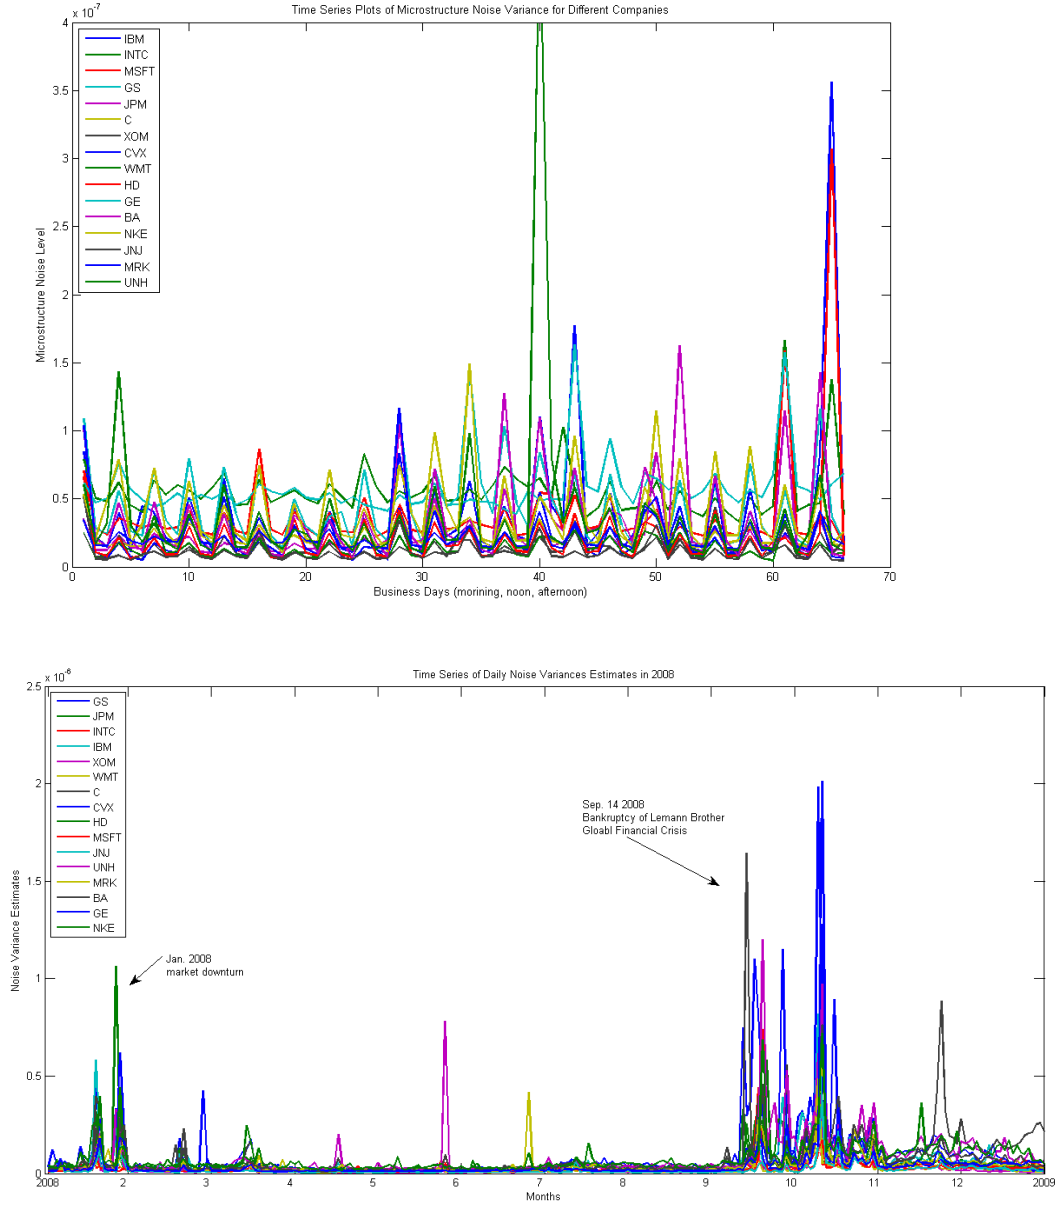 x 10^-7
Time Series Plots of Microstructure Noise Variance for Different Companies
4
3.5
3
2.5
2
1.5
1
0.5
0
Microstructure Noise Level
IBM
INTC
MSFT
GS
JPM
C
XOM
CVX
WMT
HD
GE
BA
NKE
JNJ
MRK
UNH
0 10 20 30 40 50 60 70
Business Days (morining, noon, afternoon)
x 10^-6
Time Series of Daily Noise Variances Estimates in 2008
2.5
2
1.5
1
0.5
0
Noise Variance Estimates
GS
JPM
INTC
IBM
XOM
WMT
C
CVX
HD
MSFT
JNJ
UNH
MRK
BA
GE
NKE
Sep. 14 2008
Bankruptcy of Lemann Brother
Gloabl Financial Crisis
Jan. 2008
market downturn
2008 2 3 4 5 6 7 8 9 10 11 12 2009
Months